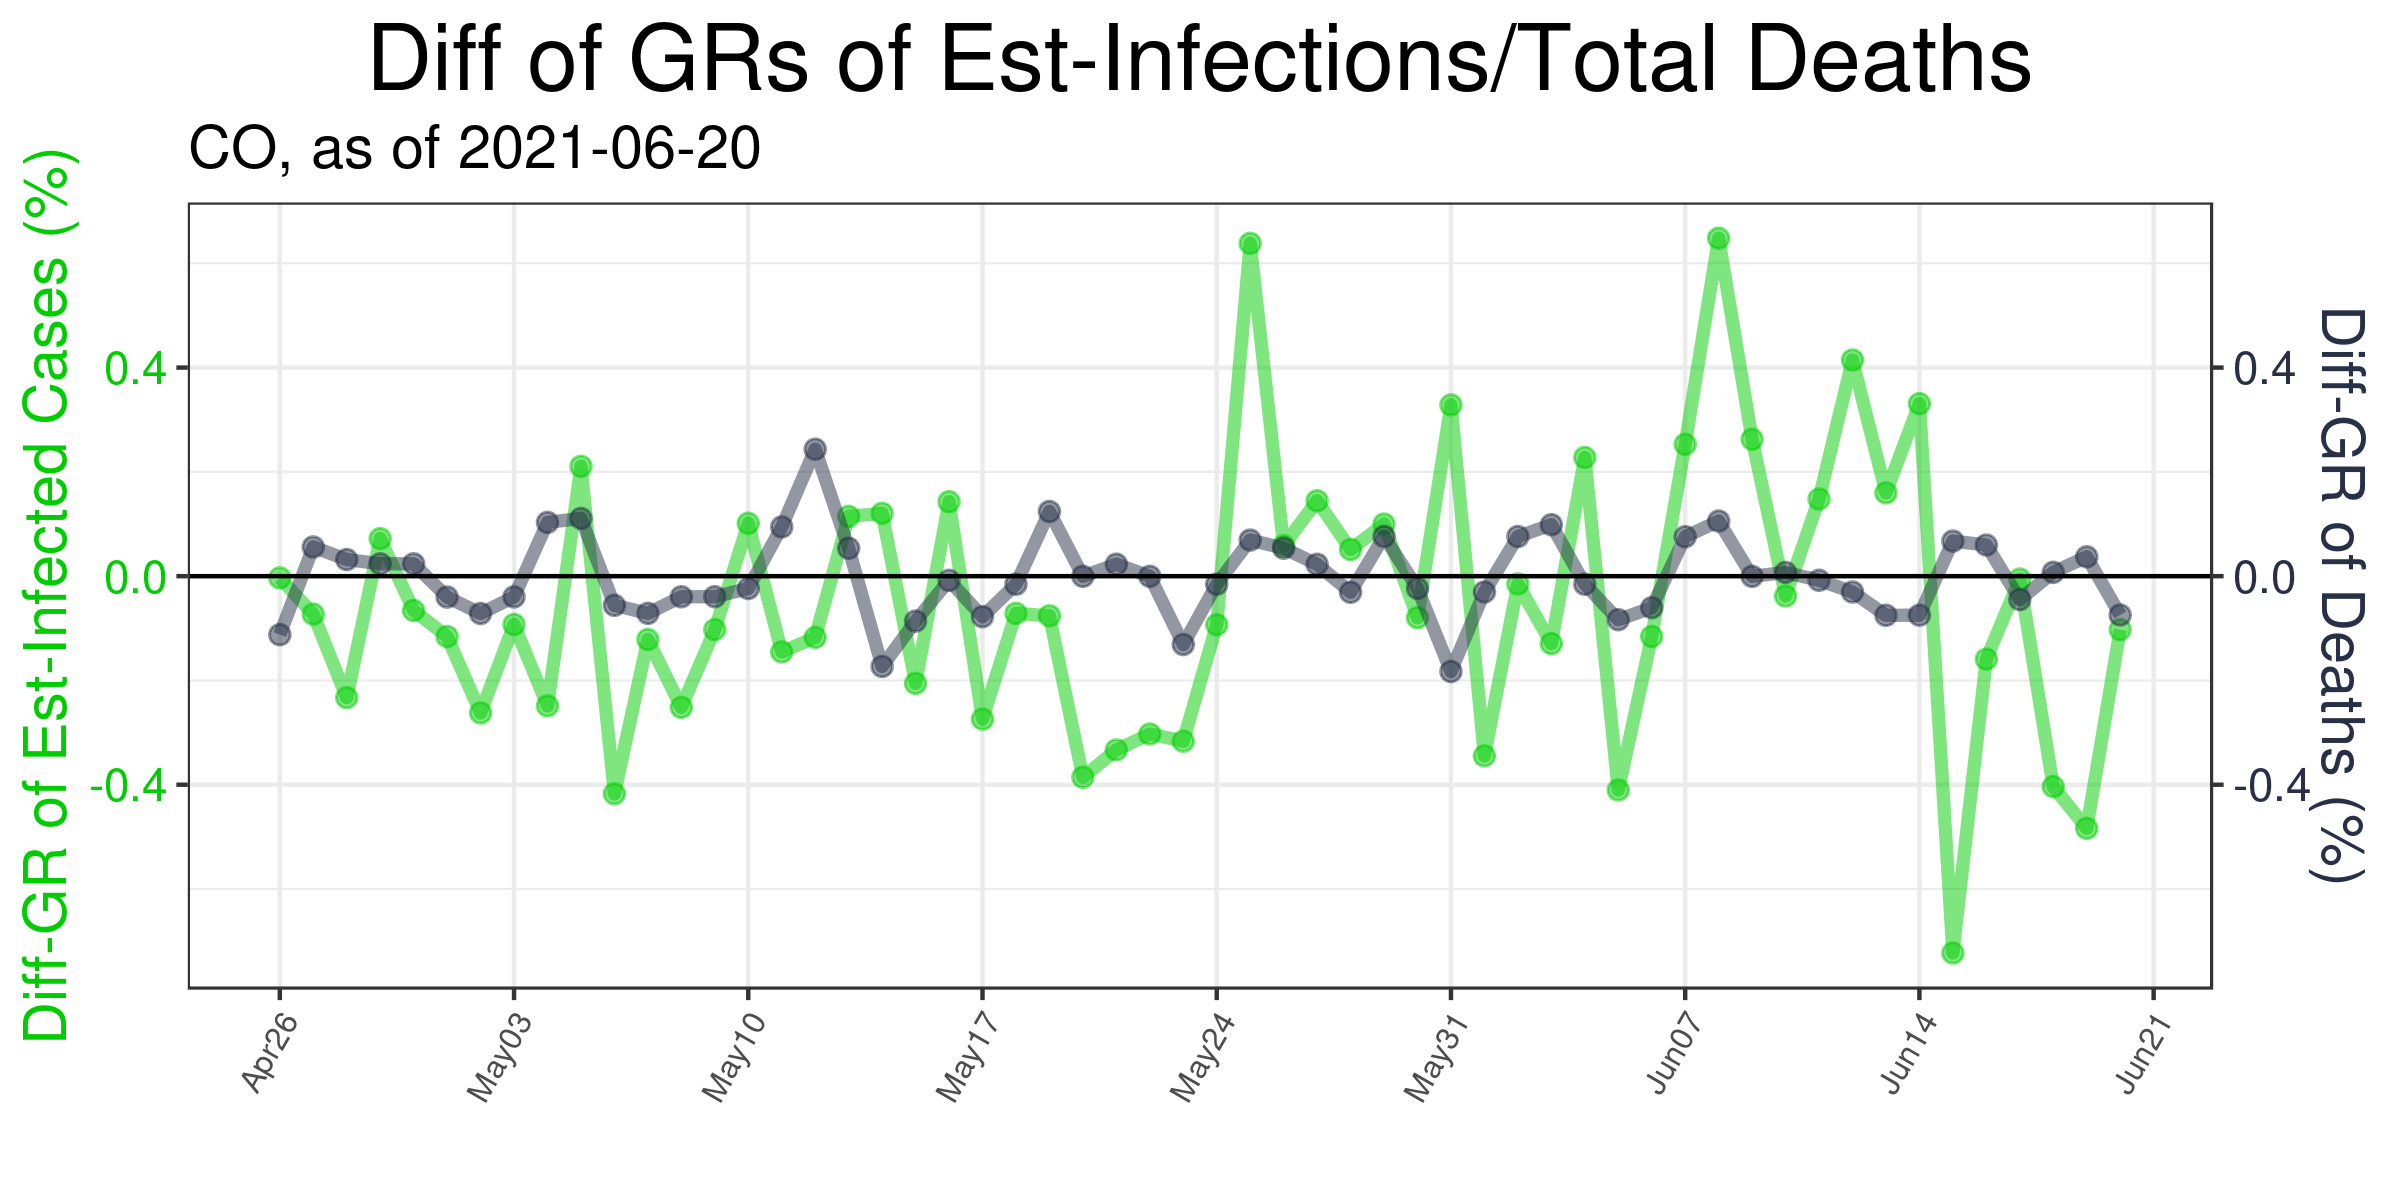 Diff of GRs of Est-Infections/Total Deaths
CO, as of 2021-06-20
Diff-GR of Est-Infected Cases (%)
0.4
0.0
-0.4
0.4
0.0
-0.4
Diff-GR of Deaths (%)
Apr26
May03
May10
May17
May24
May31
Jun07
Jun14
Jun21